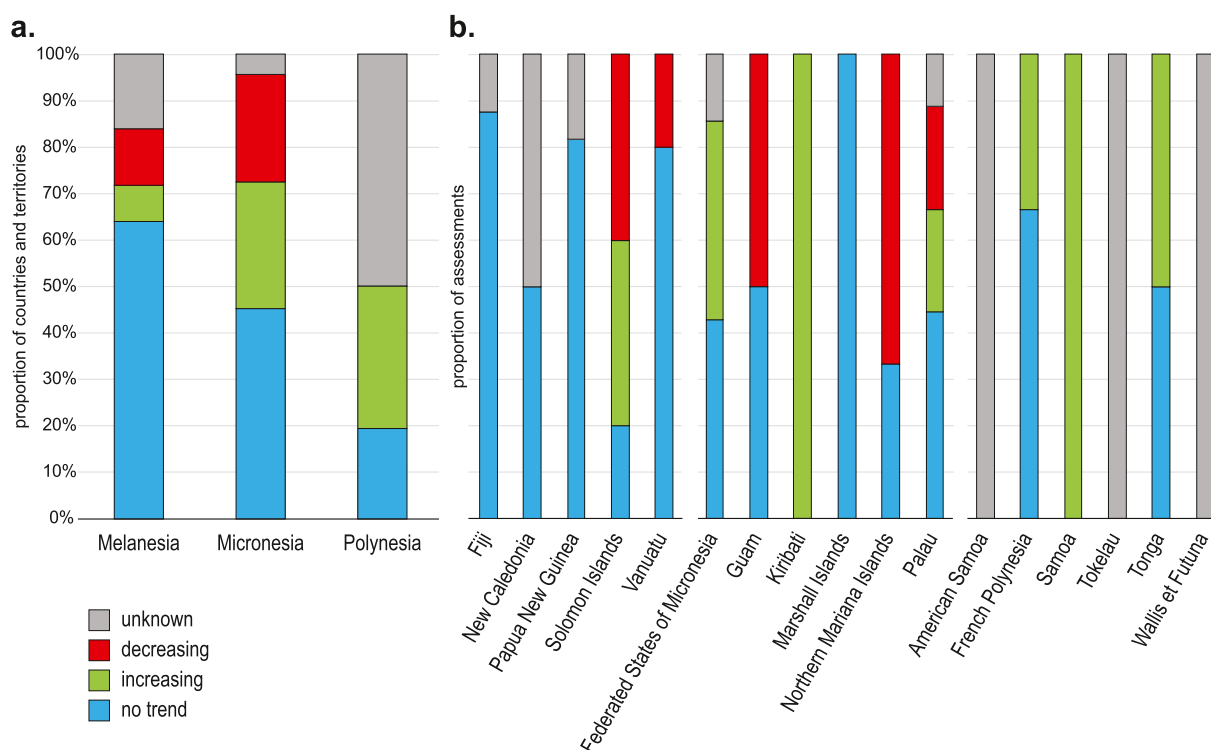 a.
proportion of countries and territories
100%
90%
80%
70%
60%
50%
40%
30%
20%
10%
0%
Melanesia
Micronesia
Polynesia
unknown
decreasing
increasing
no trend
b.
proportion of assessments
Fiji
New Caledonia
Papua New Guinea
Solomon Islands
Vanuatu
Federated States of Micronesia
Guam
Kiribati
Marshall Islands
Northern Mariana Islands
Palau
American Samoa
French Polynesia
Samoa
Tokelau
Tonga
Wallis et Futuna